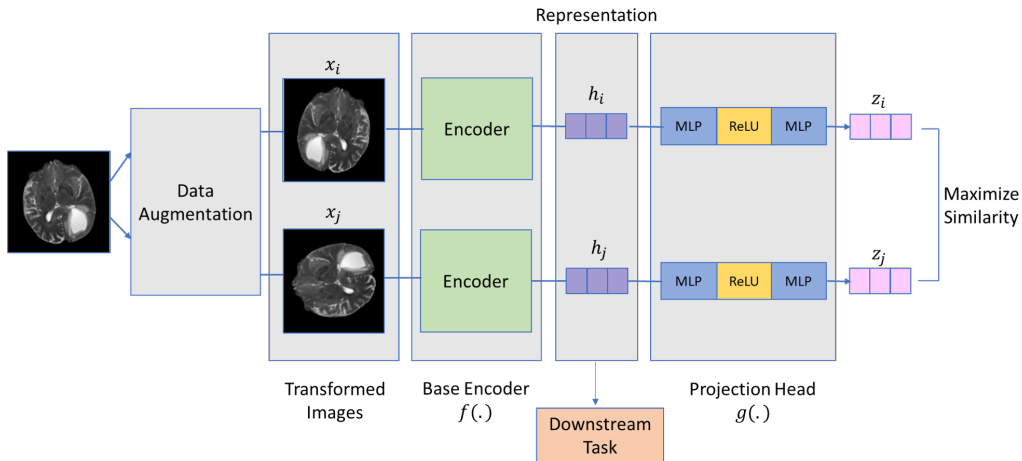 Representation
x_i
h_i
z_i
Encoder
MLP
ReLU
MLP
Data
Augmentation
Maximize
Similarity
x_j
h_j
z_j
Encoder
MLP
ReLU
MLP
Transformed
Images
Base Encoder
f(.)
Projection Head
g(.)
Downstream
Task